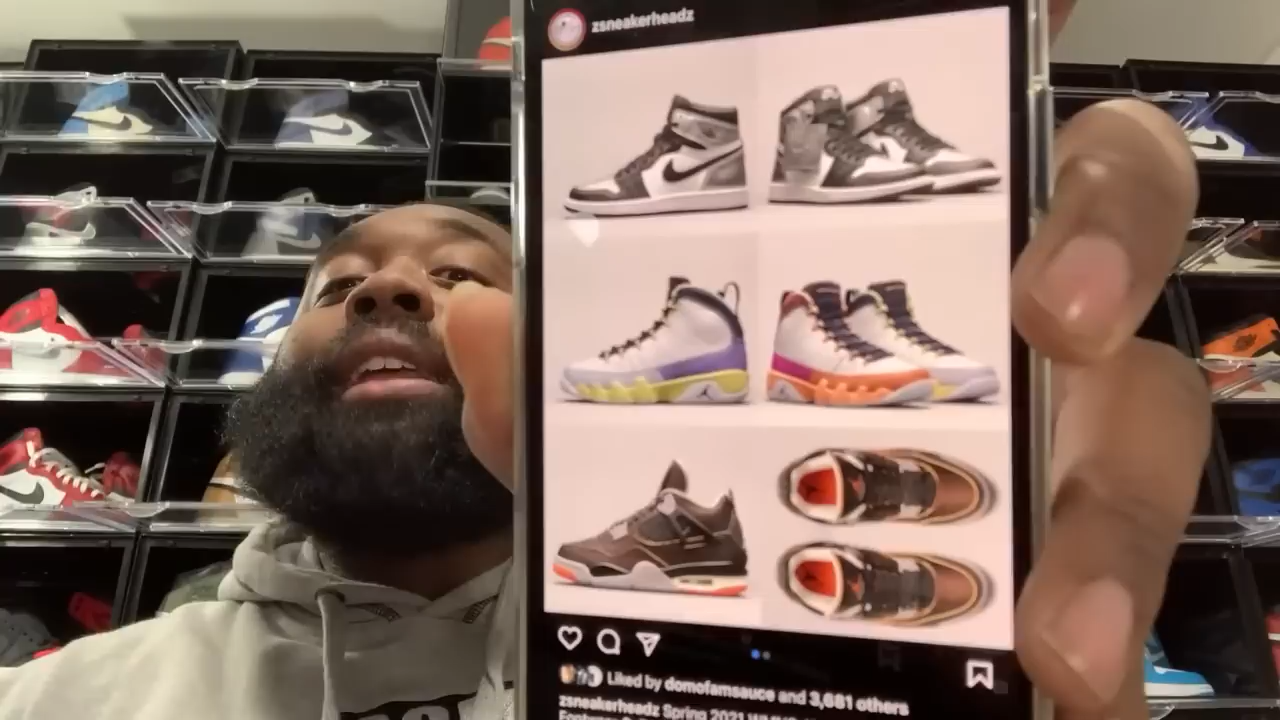 zsneakerheadz
Liked by domofamsauce and 3,681 others
zsneakerheadz Spring 2021